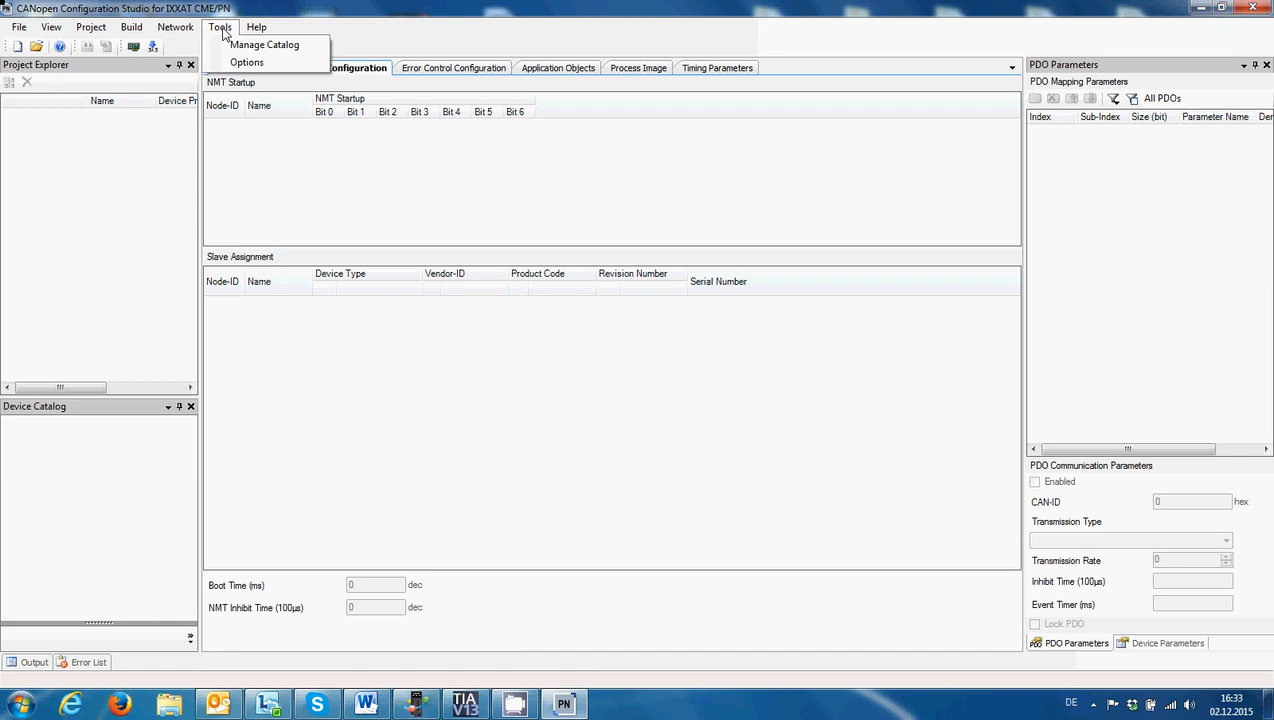 CANopen Configuration Studio for IXXAT CME/PN
File View Project Build Network Tools Help
Manage Catalog
Options
Project Explorer
Name Device Pr
Device Catalog
onfiguration Error Control Configuration Application Objects Process Image Timing Parameters
NMT Startup
Node-ID Name NMT Startup
Bit 0 Bit 1 Bit 2 Bit 3 Bit 4 Bit 5 Bit 6
Slave Assignment
Node-ID Name Device Type Vendor-ID Product Code Revision Number Serial Number
Boot Time (ms) 0 dec
NMT Inhibit Time (100µs) 0 dec
PDO Parameters
PDO Mapping Parameters
All PDOs
Index Sub-Index Size (bit) Parameter Name Der
PDO Communication Parameters
Enabled
CAN-ID 0 hex
Transmission Type
Transmission Rate 0
Inhibit Time (100µs)
Event Timer (ms)
Lock PDO
PDO Parameters Device Parameters
Output Error List
TIA V13
PN
DE
16:33
02.12.2015